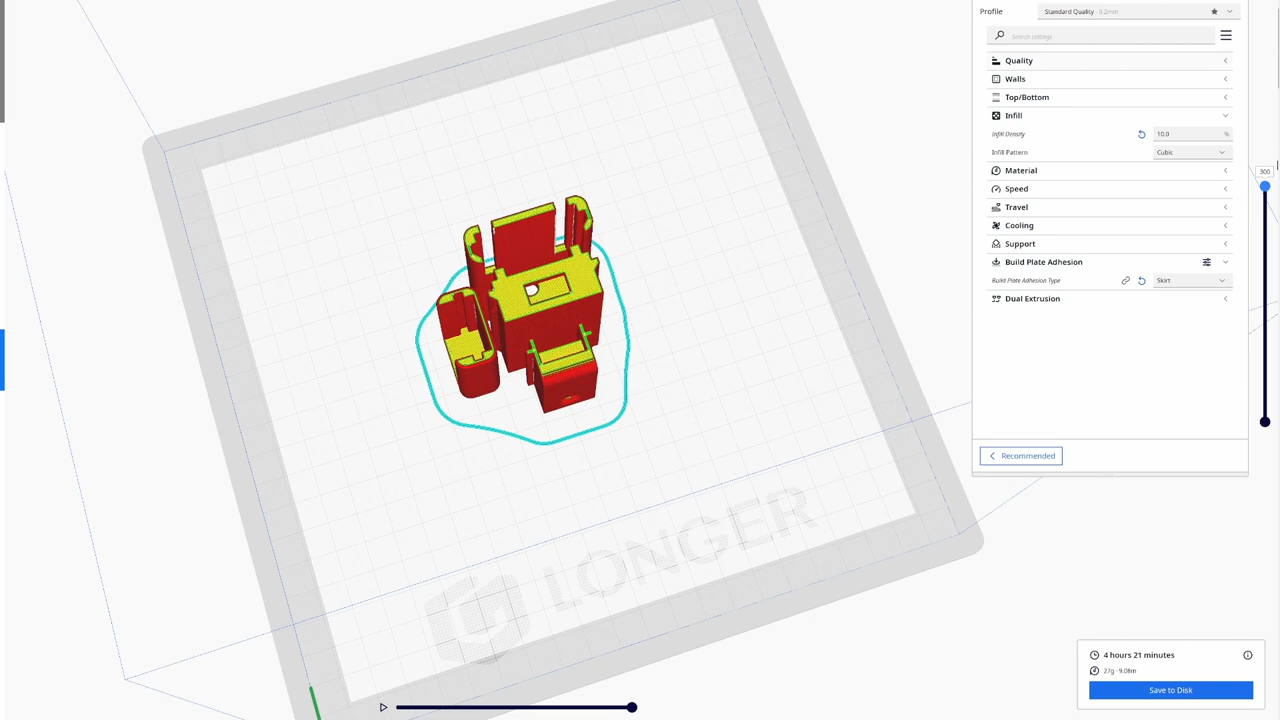 Profile
Standard Quality - 0.2mm
Search settings
Quality
Walls
Top/Bottom
Infill
Infill Density
10.0
%
Infill Pattern
Cubic
300
Material
Speed
Travel
Cooling
Support
Build Plate Adhesion
Build Plate Adhesion Type
Skirt
Dual Extrusion
Recommended
LONGER
4 hours 21 minutes
27g · 9.08m
Save to Disk